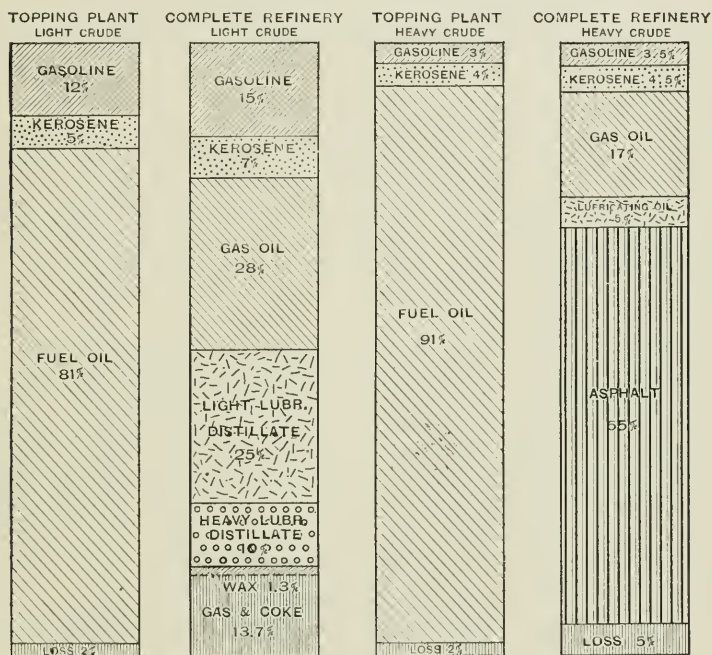 TOPPING PLANT
LIGHT CRUDE
GASOLINE
12%
KEROSENE
5%
FUEL OIL
81%
LOSS 2%
COMPLETE REFINERY
LIGHT CRUDE
GASOLINE
15%
KEROSENE
7%
GAS OIL
28%
LIGHT LUBR.
DISTILLATE
25%
HEAVY LUBR.
DISTILLATE
10%
WAX 1.3%
GAS & COKE
13.7%
TOPPING PLANT
HEAVY CRUDE
GASOLINE 3%
KEROSENE 4%
FUEL OIL
91%
LOSS 2%
COMPLETE REFINERY
HEAVY CRUDE
GASOLINE 3.5%
KEROSENE 4.5%
GAS OIL
17%
LUBRICATING OIL
5%
ASPHALT
65%
LOSS 5%